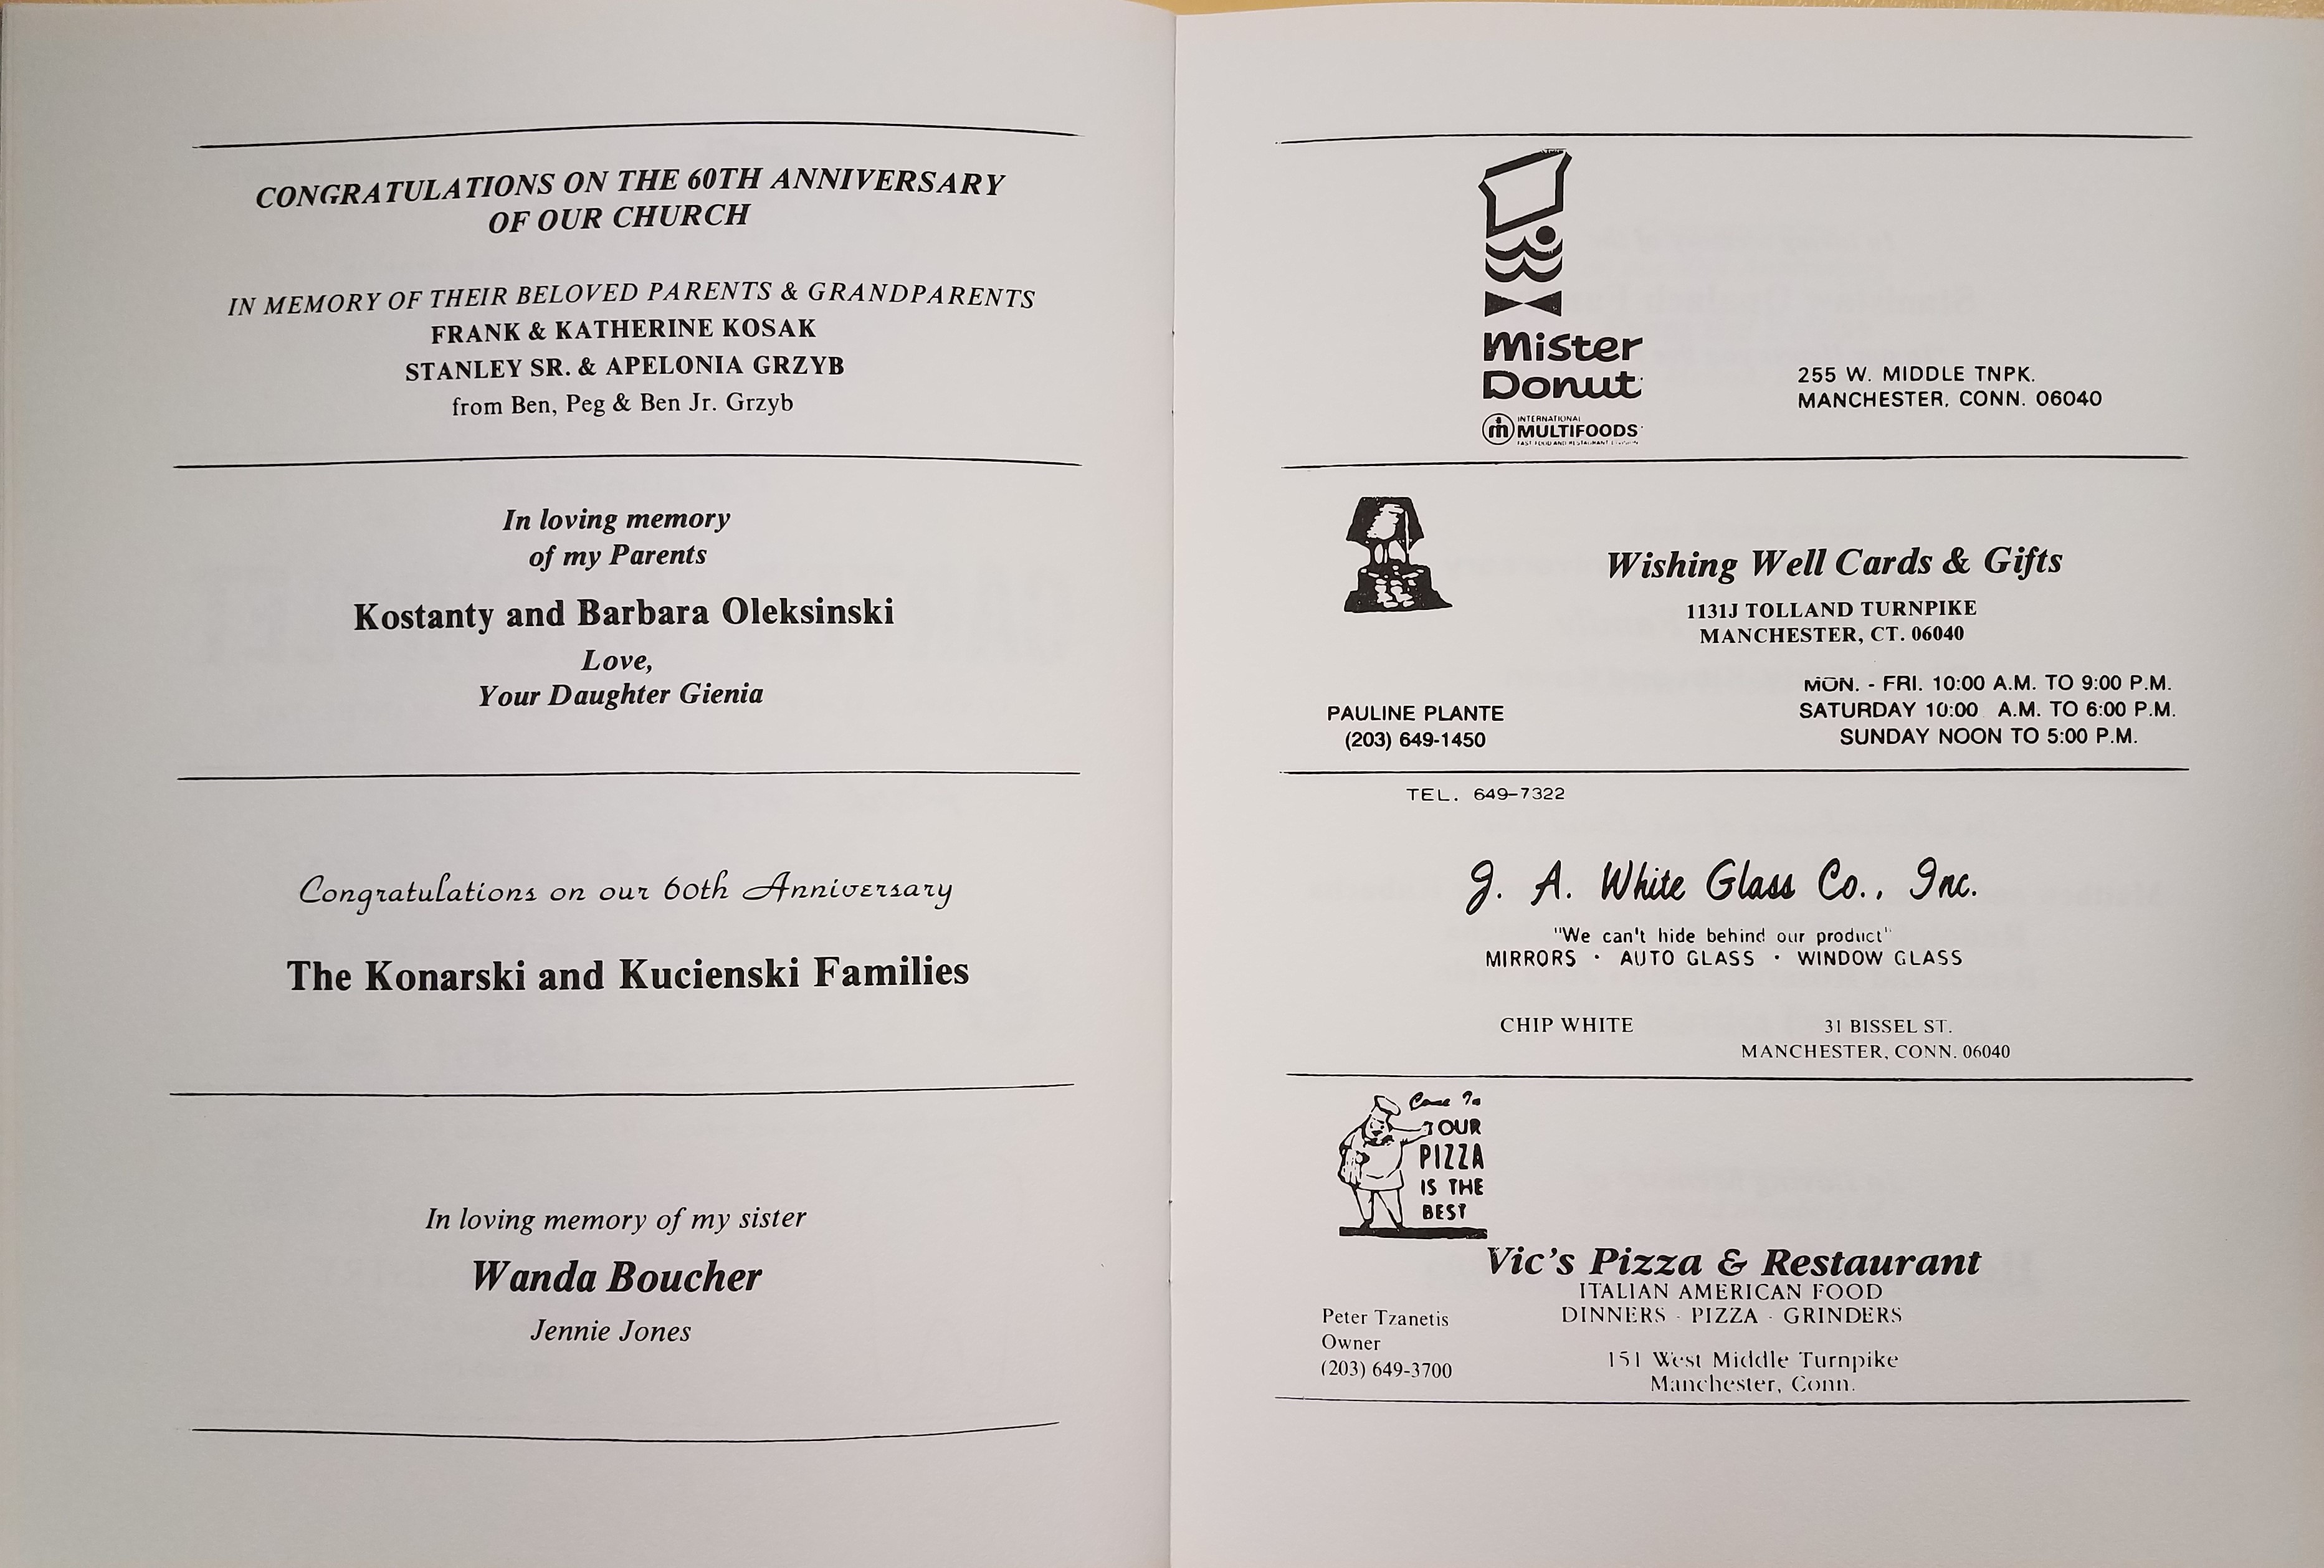 CONGRATULATIONS ON THE 60TH ANNIVERSARY
OF OUR CHURCH
IN MEMORY OF THEIR BELOVED PARENTS & GRANDPARENTS
FRANK & KATHERINE KOSAK
STANLEY SR. & APELONIA GRZYB
from Ben, Peg & Ben Jr. Grzyb
In loving memory
of my Parents
Kostanty and Barbara Oleksinski
Love,
Your Daughter Gienia
Congratulations on our 60th Anniversary
The Konarski and Kucienski Families
In loving memory of my sister
Wanda Boucher
Jennie Jones
Mister
Donut
INTERNATIONAL
MULTIFOODS
FAST FOOD AND RESTAURANT DIVISION
255 W. MIDDLE TNPK.
MANCHESTER, CONN. 06040
Wishing Well Cards & Gifts
1131J TOLLAND TURNPIKE
MANCHESTER, CT. 06040
MON. - FRI. 10:00 A.M. TO 9:00 P.M.
SATURDAY 10:00 A.M. TO 6:00 P.M.
SUNDAY NOON TO 5:00 P.M.
PAULINE PLANTE
(203) 649-1450
TEL. 649-7322
J. A. White Glass Co., Inc.
"We can't hide behind our product"
MIRRORS · AUTO GLASS · WINDOW GLASS
CHIP WHITE
31 BISSEL ST.
MANCHESTER, CONN. 06040
Come In
OUR
PIZZA
IS THE
BEST
Vic's Pizza & Restaurant
ITALIAN AMERICAN FOOD
DINNERS - PIZZA - GRINDERS
Peter Tzanetis
Owner
(203) 649-3700
151 West Middle Turnpike
Manchester, Conn.